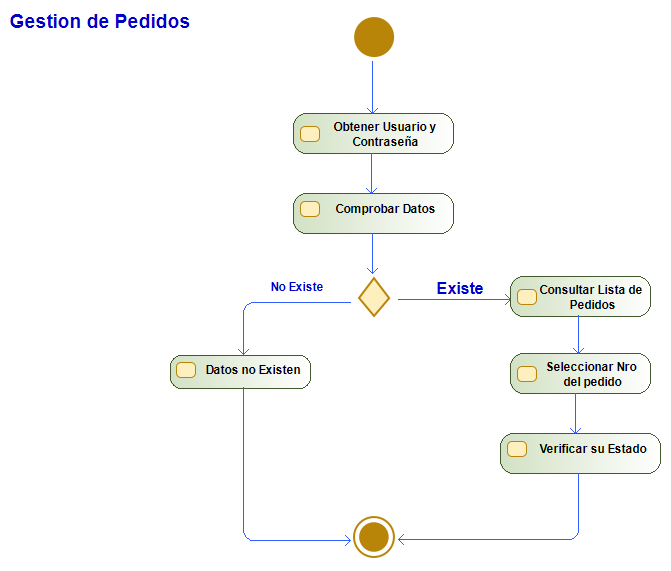 Gestion de Pedidos
Obtener Usuario y
Contraseña
Comprobar Datos
No Existe
Existe
Consultar Lista de
Pedidos
Datos no Existen
Seleccionar Nro
del pedido
Verificar su Estado